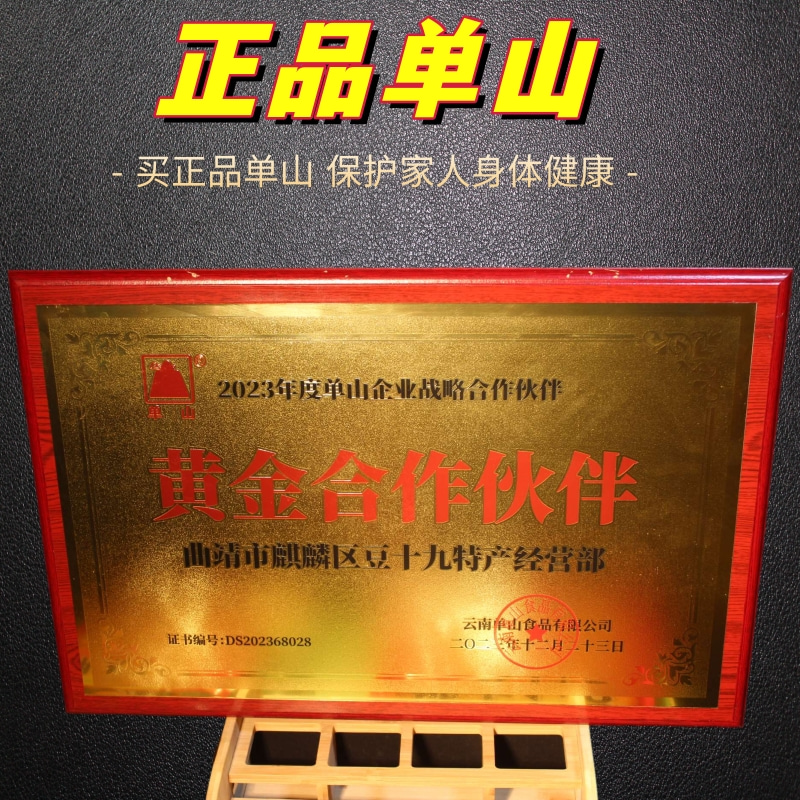 正品单山
- 买正品单山 保护家人身体健康 -
单山
2023年度单山企业战略合作伙伴
黄金合作伙伴
曲靖市麒麟区豆十九特产经营部
证书编号:DS202368028
云南单山食品有限公司
二〇二二年十二月二十三日